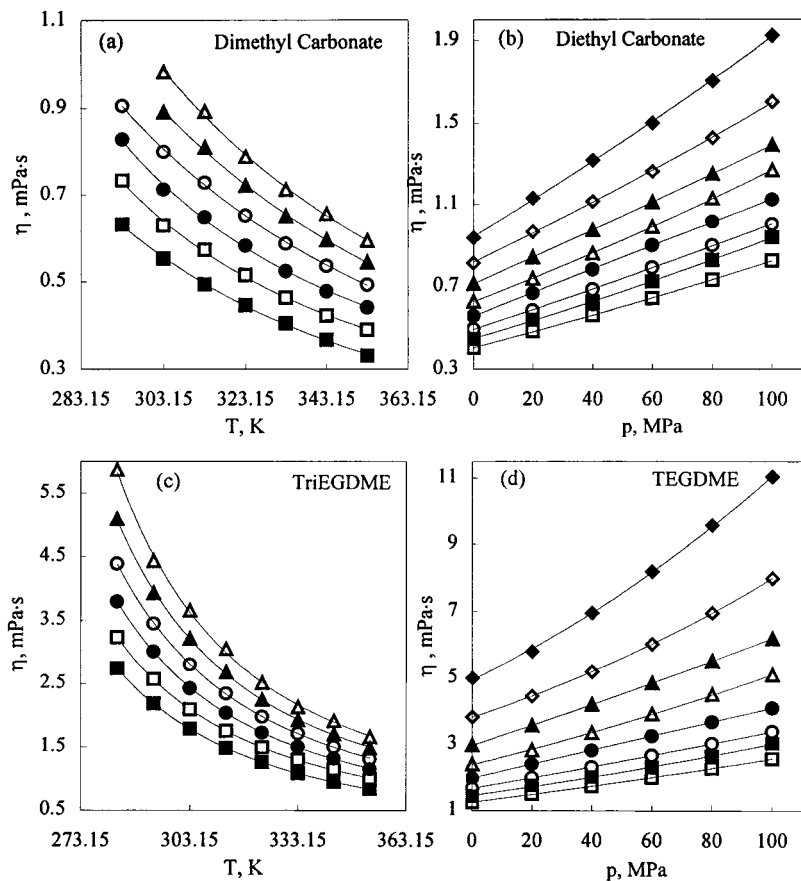 (a) Dimethyl Carbonate
1.1
0.9
0.7
0.5
0.3
η , mPa·s
283.15 303.15 323.15 343.15 363.15
T, K
(b) Diethyl Carbonate
1.9
1.5
1.1
0.7
0.3
η , mPa·s
0 20 40 60 80 100
p, MPa
(c) TriEGDME
5.5
4.5
3.5
2.5
1.5
0.5
η , mPa·s
273.15 303.15 333.15 363.15
T, K
(d) TEGDME
11
9
7
5
3
1
η , mPa·s
0 20 40 60 80 100
p, MPa